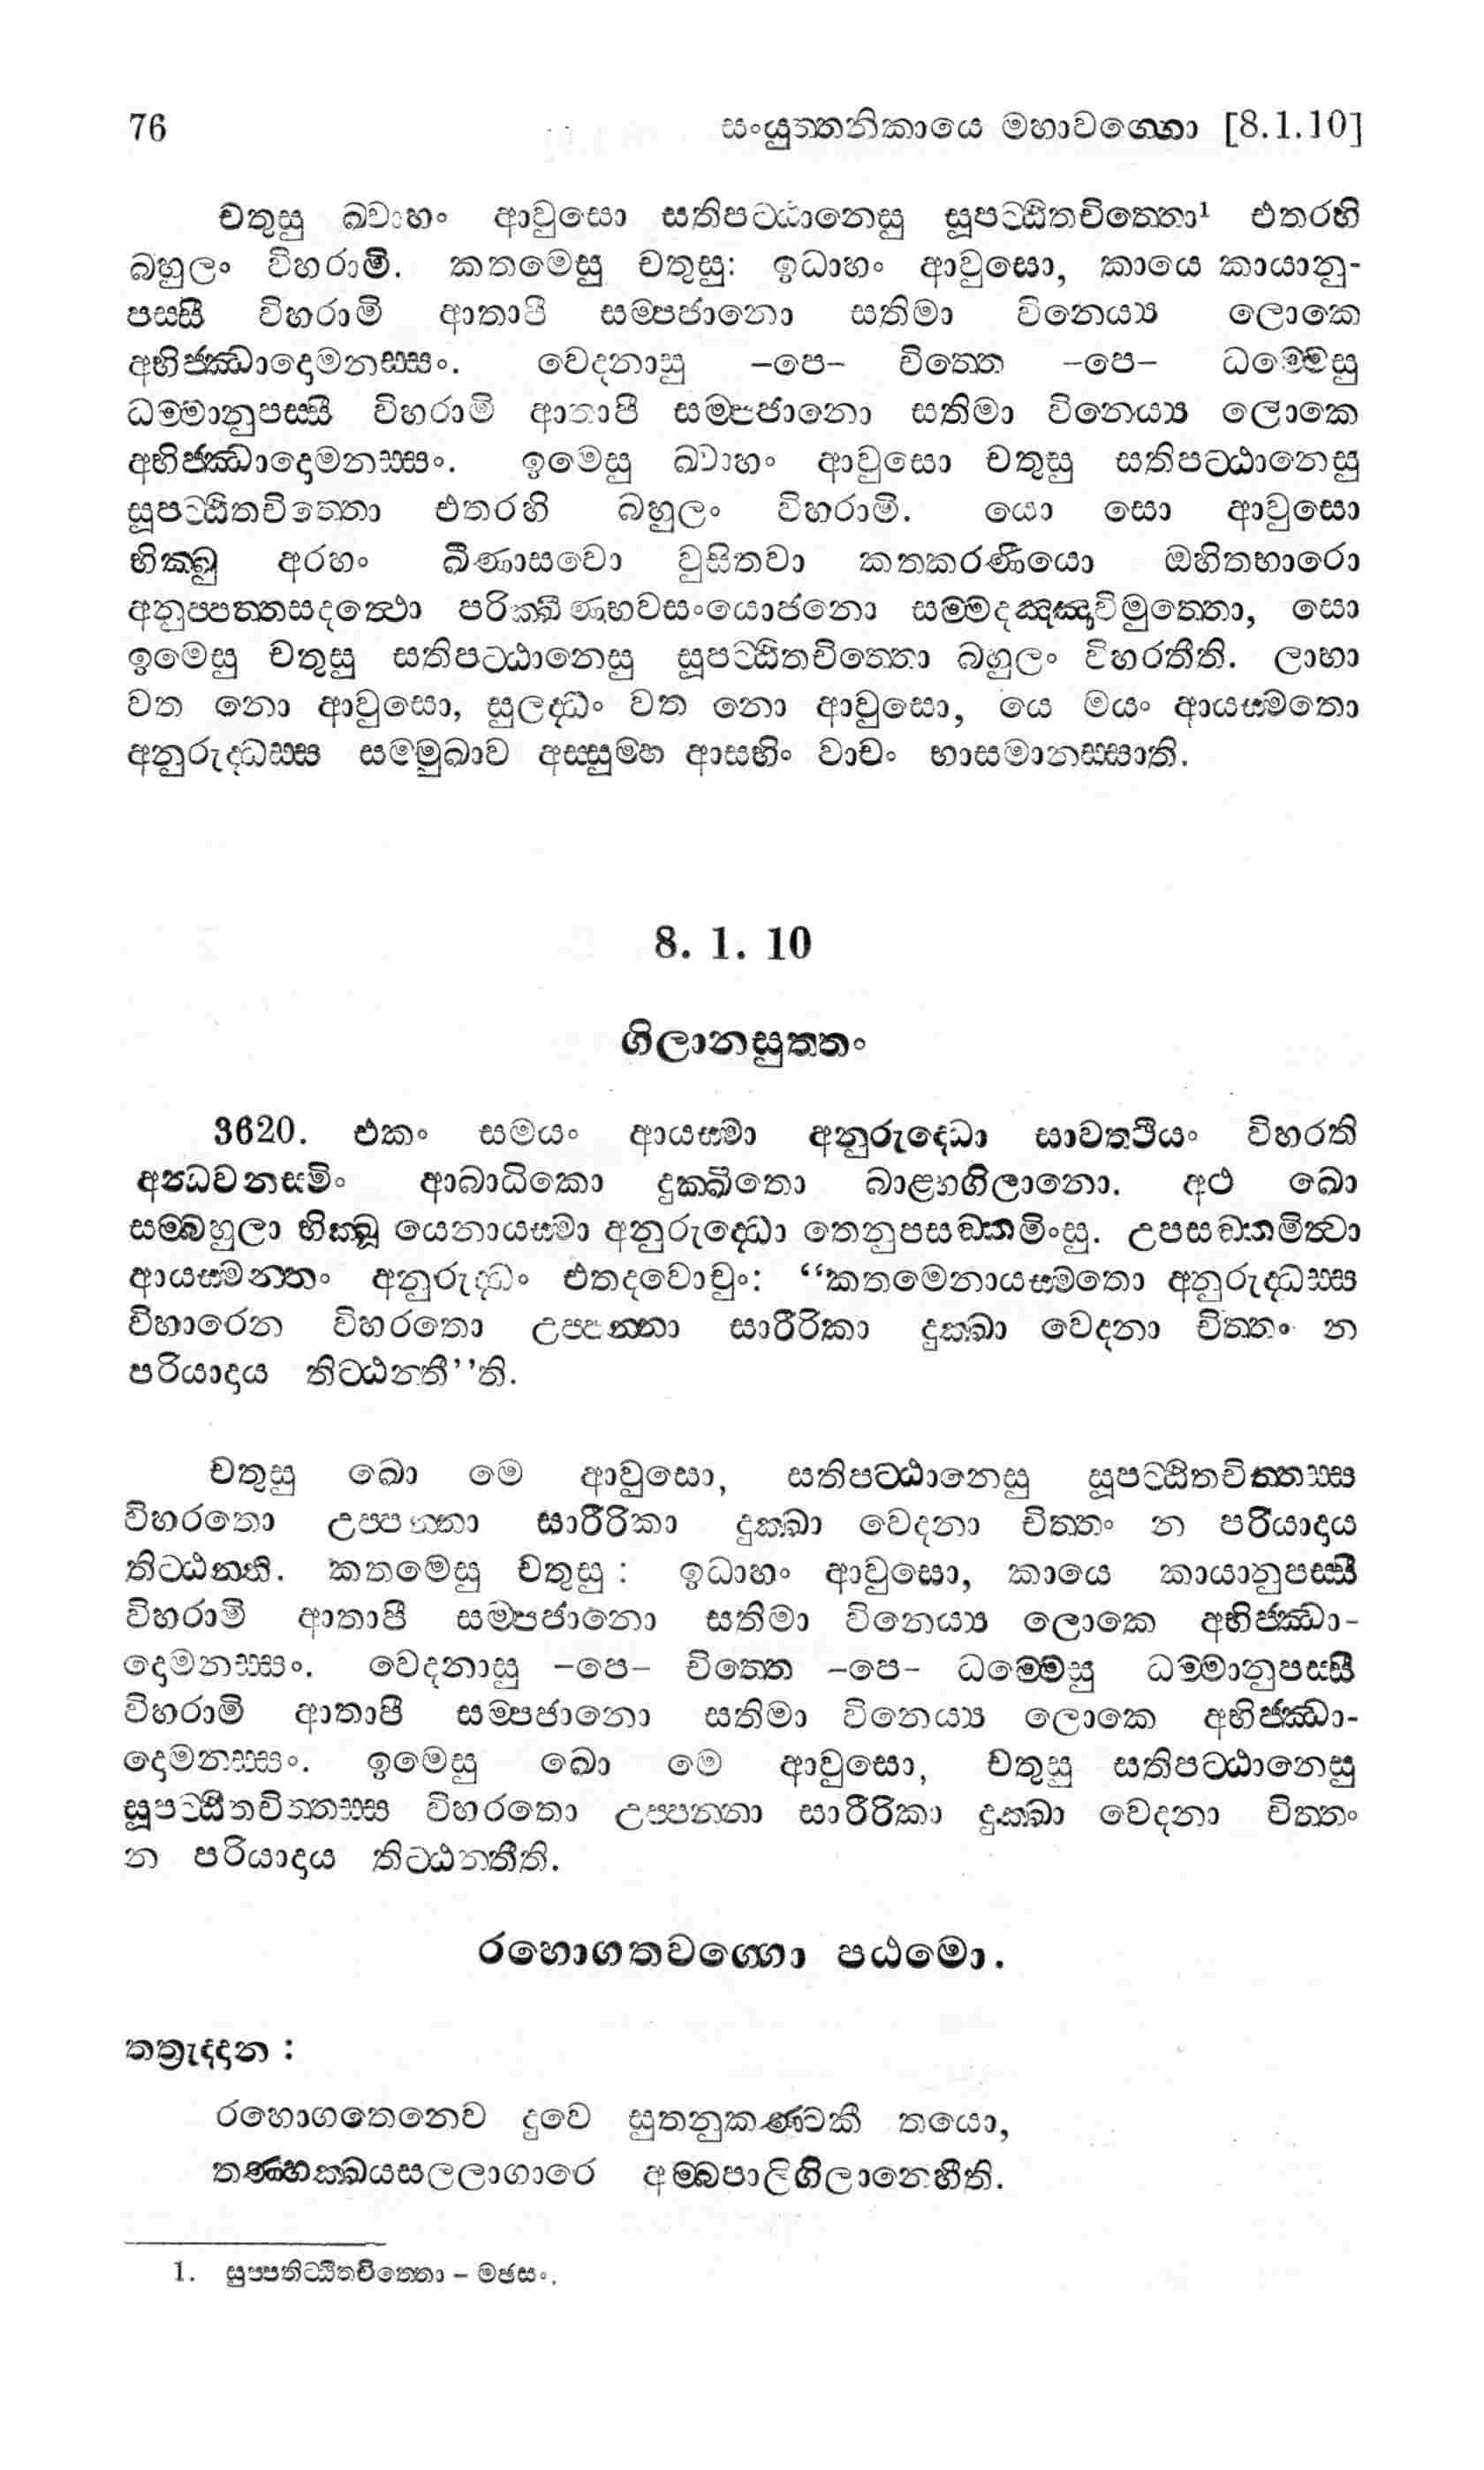 76 සංයුත්තනිකායෙ මහාවග්ගො [8.1.10]
චතුසු ඛ්වාහං ආවුසො සතිපට්ඨානෙසු සූපට්ඨිතචිත්තො¹ එතරහි
බහුලං විහරාමි. කතමෙසු චතුසු: ඉධාහං ආවුසො, කායෙ කායානු-
පස්සී විහරාමි ආතාපී සම්පජානො සතිමා විනෙය්‍ය ලොකෙ
අභිජ්ඣාදොමනස්සං. වෙදනාසු –පෙ– චිත්තෙ –පෙ– ධම්මෙසු
ධම්මානුපස්සී විහරාමි ආතාපී සම්පජානො සතිමා විනෙය්‍ය ලොකෙ
අභිජ්ඣාදොමනස්සං. ඉමෙසු ඛ්වාහං ආවුසො චතුසු සතිපට්ඨානෙසු
සූපට්ඨිතචිත්තො එතරහි බහුලං විහරාමි. යො සො ආවුසො
භික්ඛු අරහං ඛීණාසවො වුසිතවා කතකරණීයො ඔහිතභාරො
අනුප්පත්තසදත්ථො පරික්ඛීණභවසංයොජනො සම්මදඤ්ඤාවිමුත්තො, සො
ඉමෙසු චතුසු සතිපට්ඨානෙසු සූපට්ඨිතචිත්තො බහුලං විහරතීති. ලාභා
වත නො ආවුසො, සුලද්ධං වත නො ආවුසො, යෙ මයං ආයස්මතො
අනුරුද්ධස්ස සම්මුඛාව අස්සුම්හ ආසභිං වාචං භාසමානස්සාති.
8. 1. 10
ගිලානසුත්තං
3620. එකං සමයං ආයස්මා අනුරුද්ධො සාවත්ථියං විහරති
අන්ධවනස්මිං ආබාධිකො දුක්ඛිතො බාළ්හගිලානො. අථ ඛො
සම්බහුලා භික්ඛූ යෙනායස්මා අනුරුද්ධො තෙනුපසඞ්කමිංසු. උපසඞ්කමිත්වා
ආයස්මන්තං අනුරුද්ධං එතදවොචුං: “කතමෙනායස්මතො අනුරුද්ධස්ස
විහාරෙන විහරතො උප්පන්නා සාරීරිකා දුක්ඛා වෙදනා චිත්තං න
පරියාදාය තිට්ඨන්තී’’ති.
චතුසු ඛො මෙ ආවුසො, සතිපට්ඨානෙසු සූපට්ඨිතචිත්තස්ස
විහරතො උප්පන්නා සාරීරිකා දුක්ඛා වෙදනා චිත්තං න පරියාදාය
තිට්ඨන්ති. කතමෙසු චතුසු : ඉධාහං ආවුසො, කායෙ කායානුපස්සී
විහරාමි ආතාපී සම්පජානො සතිමා විනෙය්‍ය ලොකෙ අභිජ්ඣා-
දොමනස්සං. වෙදනාසු –පෙ– චිත්තෙ –පෙ– ධම්මෙසු ධම්මානුපස්සී
විහරාමි ආතාපී සම්පජානො සතිමා විනෙය්‍ය ලොකෙ අභිජ්ඣා-
දොමනස්සං. ඉමෙසු ඛො මෙ ආවුසො, චතුසු සතිපට්ඨානෙසු
සූපට්ඨිතචිත්තස්ස විහරතො උප්පන්නා සාරීරිකා දුක්ඛා වෙදනා චිත්තං
න පරියාදාය තිට්ඨන්තීති.
රහොගතවග්ගො පඨමො.
තත්‍රුද්දාන :
රහොගතෙනෙව දුවෙ සුතනුකණ්ටකී තයො,
තණ්හක්ඛයසලලාගාරෙ අම්බපාලිගිලානෙහීති.
1. සුප්පතිට්ඨිතචිත්තො – මජසං.